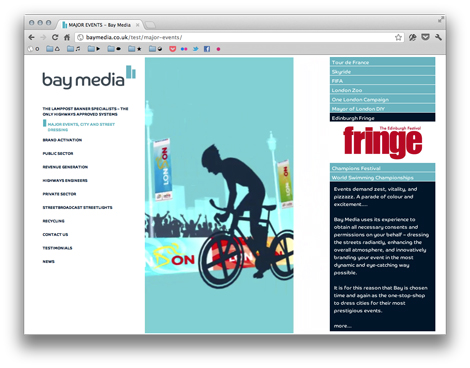 MAJOR EVENTS – Bay Media
baymedia.co.uk/test/major-events/
bay media
THE LAMPPOST BANNER SPECIALISTS – THE
ONLY HIGHWAYS APPROVED SYSTEMS
MAJOR EVENTS, CITY AND STREET
DRESSING
BRAND ACTIVATION
PUBLIC SECTOR
REVENUE GENERATION
HIGHWAYS ENGINEERS
PRIVATE SECTOR
STREETBROADCAST STREETLIGHTS
RECYCLING
CONTACT US
TESTIMONIALS
NEWS
LONDON
ON
Tour de France
Skyride
FIFA
London Zoo
One London Campaign
Mayor of London DIY
Edinburgh Fringe
The Edinburgh Festival
fringe
Champions Festival
World Swimming Championships
Events demand zest, vitality, and
pizzazz. A parade of colour and
excitement....
Bay Media uses its experience to
obtain all necessary consents and
permissions on your behalf – dressing
the streets radiantly, enhancing the
overall atmosphere, and innovatively
branding your event in the most
dynamic and eye-catching way
possible.
It is for this reason that Bay is chosen
time and again as the one-stop-shop
to dress cities for their most
prestigious events.
more...